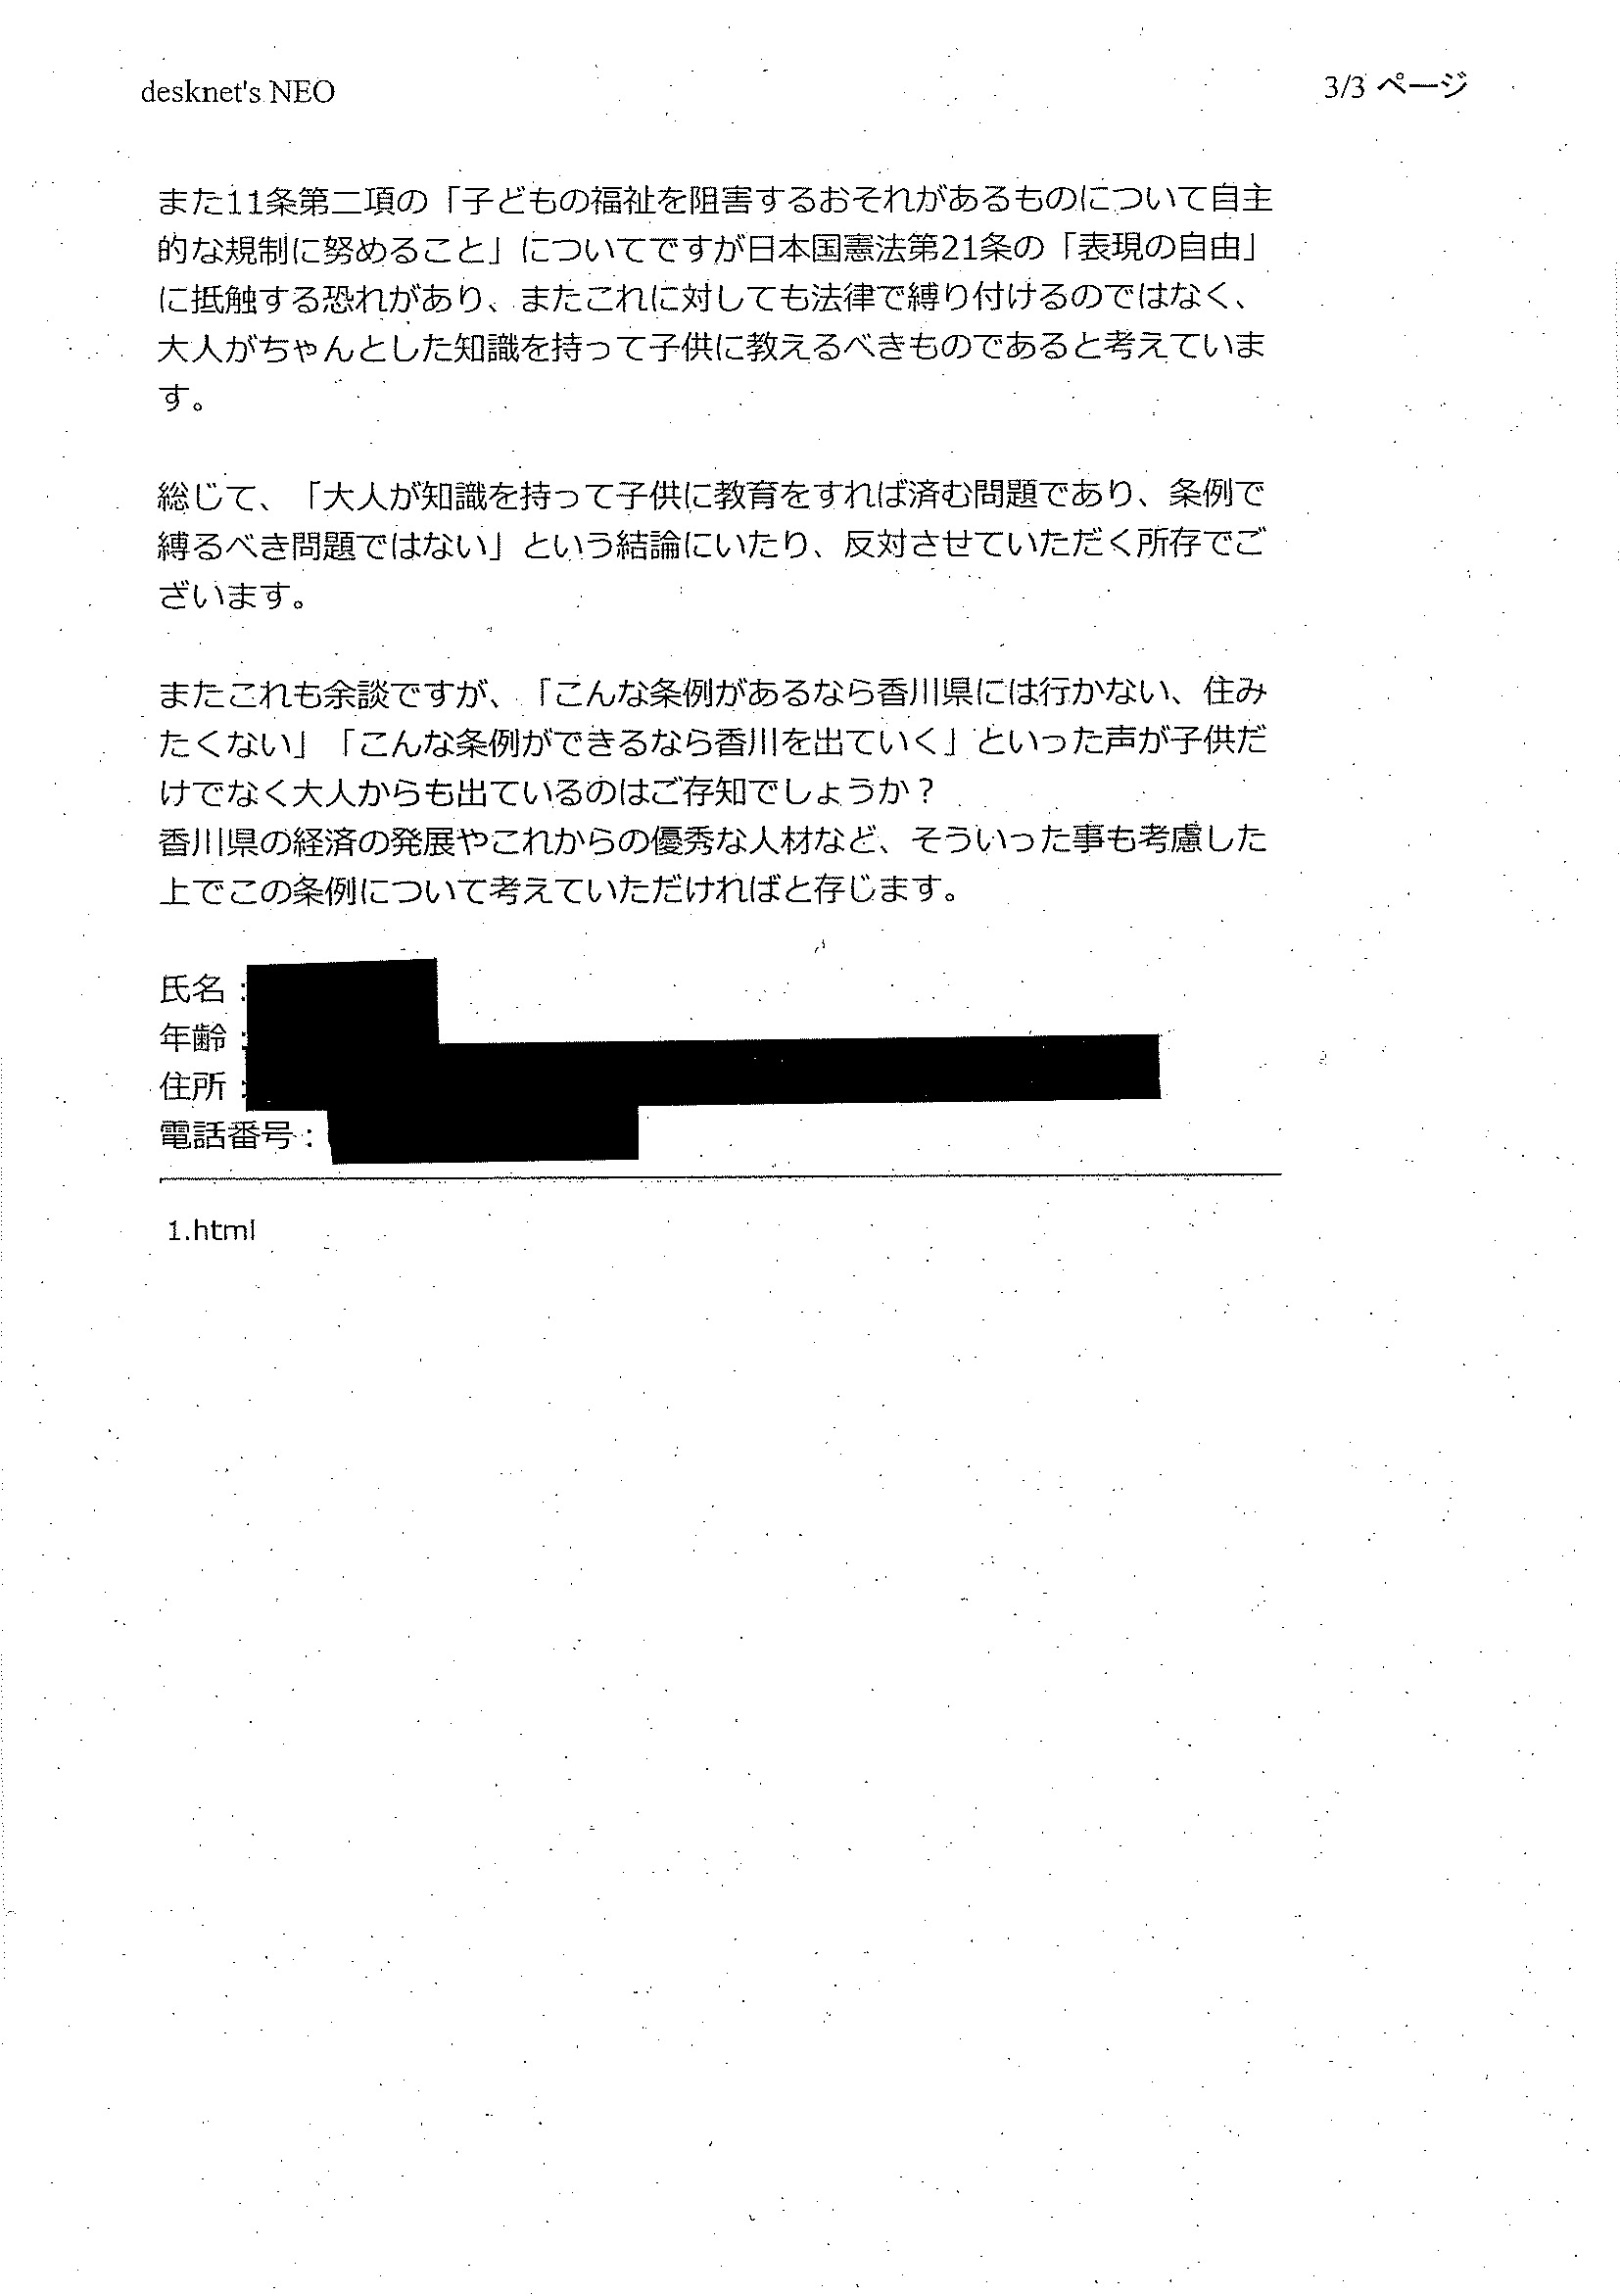 desknet's NEO
3/3 ページ
また11条第二項の「子どもの福祉を阻害するおそれがあるものについて自主
的な規制に努めること」についてですが日本国憲法第21条の「表現の自由」
に抵触する恐れがあり、またこれに対しても法律で縛り付けるのではなく、
大人がちゃんとした知識を持って子供に教えるべきものであると考えていま
す。
総じて、「大人が知識を持って子供に教育をすれば済む問題であり、条例で
縛るべき問題ではない」という結論にいたり、反対させていただく所存でご
ざいます。
またこれも余談ですが、「こんな条例があるなら香川県には行かない、住み
たくない」「こんな条例ができるなら香川を出ていく」といった声が子供だ
けでなく大人からも出ているのはご存知でしょうか？
香川県の経済の発展やこれからの優秀な人材など、そういった事も考慮した
上でこの条例について考えていただければと存じます。
氏名：
年齢：
住所：
電話番号：
1.html